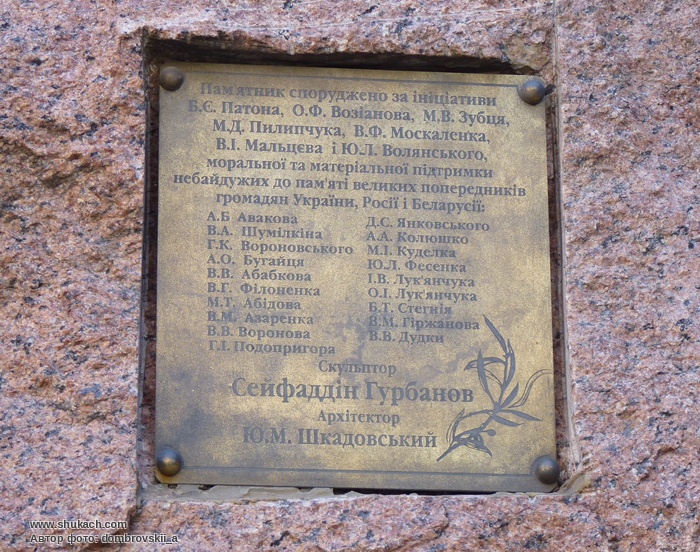 Пам'ятник споруджено за ініціативи
Б.Є. Патона, О.Ф. Возіанова, М.В. Зубця,
М.Д. Пилипчука, В.Ф. Москаленка,
В.І. Мальцева і Ю.Л. Волянського,
моральної та матеріальної підтримки
небайдужих до пам'яті великих попередників
громадян України, Росії і Беларусії:
А.Б Авакова
В.А. Шумілкіна
Г.К. Вороновського
А.О. Бугайця
В.В. Абабкова
В.Г. Філоненка
М.Т. Абідова
В.М. Азаренка
В.В. Воронова
Г.І. Подопригора
Д.С. Янковського
А.А. Колюшко
М.І. Куделка
Ю.Л. Фесенка
І.В. Лук'янчука
О.І. Лук'янчука
Б.Т. Стегнія
В.М. Гіржанова
В.В. Дудки
Скульптор
Сейфаддін Гурбанов
Архітектор
Ю.М. Шкадовський
www.shukach.com
Автор фото: dombrovskij_a